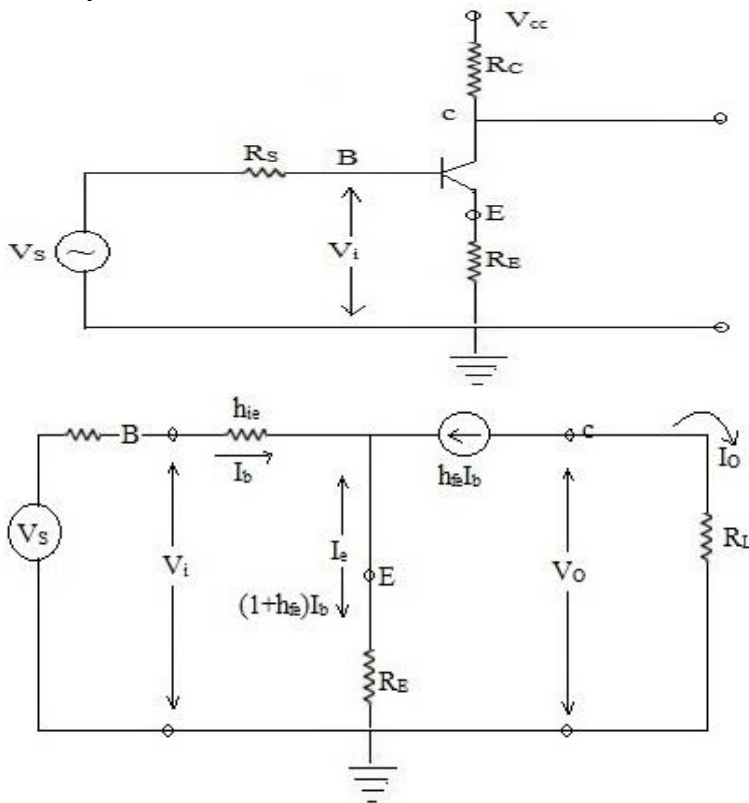 Vcc
RC
c
RS
B
E
VS
Vi
RE
hie
B
c
Ib
hfeIb
IO
VS
Vi
Ie
E
VO
RL
(1+hfe)Ib
RE